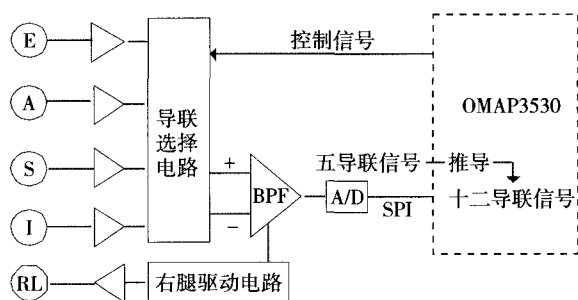 E
控制信号
A
导联
选择
电路
OMAP3530
S
+
五导联信号
推导
BPF
A/D
十二导联信号
SPI
I
−
RL
右腿驱动电路